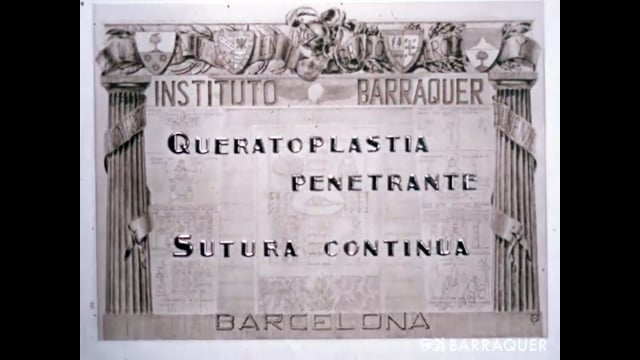 INSTITUTO BARRAQUER
QUERATOPLASTIA
PENETRANTE
SUTURA CONTINUA
BARCELONA
BARRAQUER